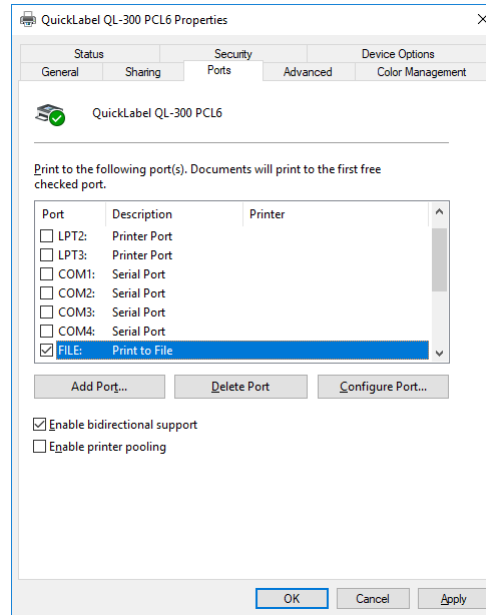 QuickLabel QL-300 PCL6 Properties
Status Security Device Options
General Sharing Ports Advanced Color Management
QuickLabel QL-300 PCL6
Print to the following port(s). Documents will print to the first free
checked port.
Port Description Printer
LPT2: Printer Port
LPT3: Printer Port
COM1: Serial Port
COM2: Serial Port
COM3: Serial Port
COM4: Serial Port
FILE: Print to File
Add Port... Delete Port Configure Port...
Enable bidirectional support
Enable printer pooling
OK Cancel Apply